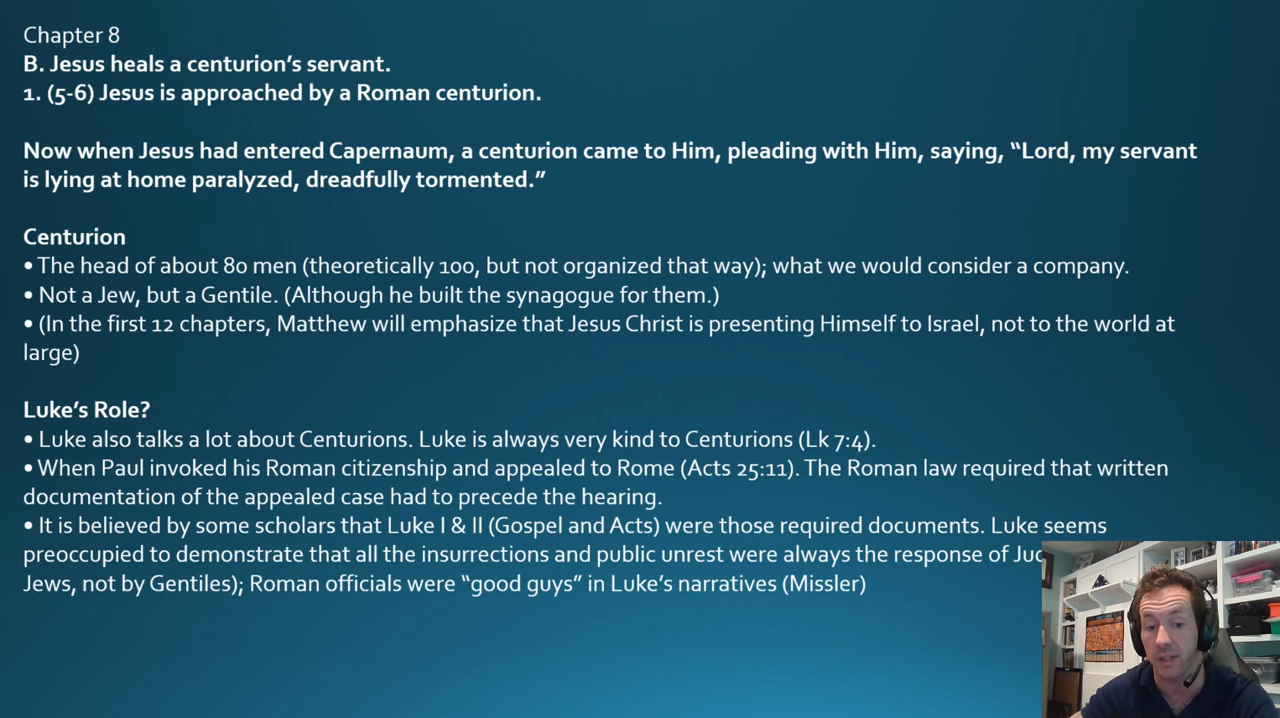 Chapter 8
B. Jesus heals a centurion’s servant.
1. (5-6) Jesus is approached by a Roman centurion.
Now when Jesus had entered Capernaum, a centurion came to Him, pleading with Him, saying, “Lord, my servant
is lying at home paralyzed, dreadfully tormented.”
Centurion
• The head of about 80 men (theoretically 100, but not organized that way); what we would consider a company.
• Not a Jew, but a Gentile. (Although he built the synagogue for them.)
• (In the first 12 chapters, Matthew will emphasize that Jesus Christ is presenting Himself to Israel, not to the world at
large)
Luke’s Role?
• Luke also talks a lot about Centurions. Luke is always very kind to Centurions (Lk 7:4).
• When Paul invoked his Roman citizenship and appealed to Rome (Acts 25:11). The Roman law required that written
documentation of the appealed case had to precede the hearing.
• It is believed by some scholars that Luke I & II (Gospel and Acts) were those required documents. Luke seems
preoccupied to demonstrate that all the insurrections and public unrest were always the response of
Jews, not by Gentiles); Roman officials were “good guys” in Luke’s narratives (Missler)